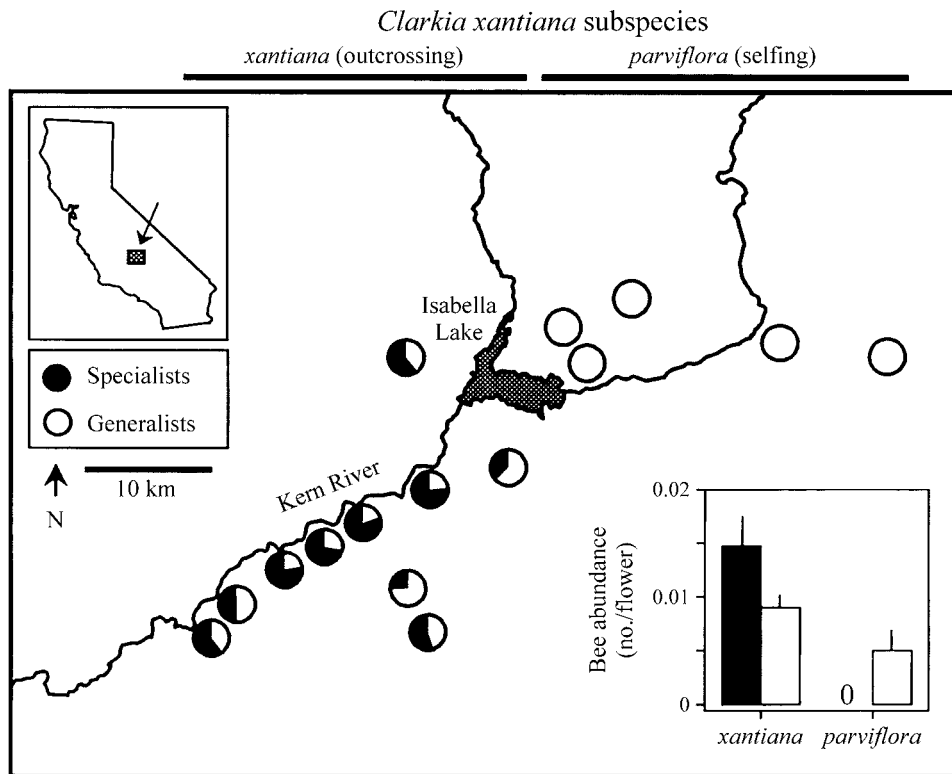 Clarkia xantiana subspecies
xantiana (outcrossing)
parviflora (selfing)
Isabella
Lake
Specialists
Generalists
N
10 km
Kern River
Bee abundance
(no./flower)
0.02
0.01
0
0
xantiana
parviflora